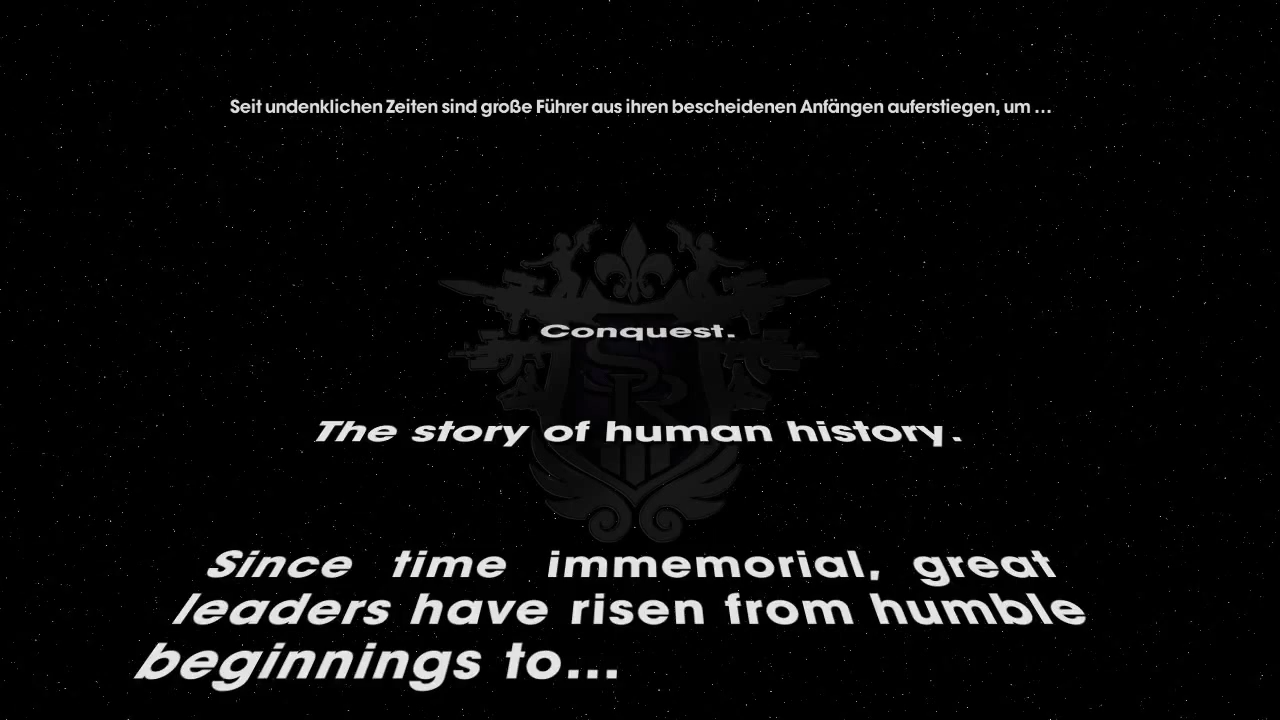 Seit undenklichen Zeiten sind große Führer aus ihren bescheidenen Anfängen auferstiegen, um …
Conquest.
The story of human history.
Since time immemorial, great
leaders have risen from humble
beginnings to...